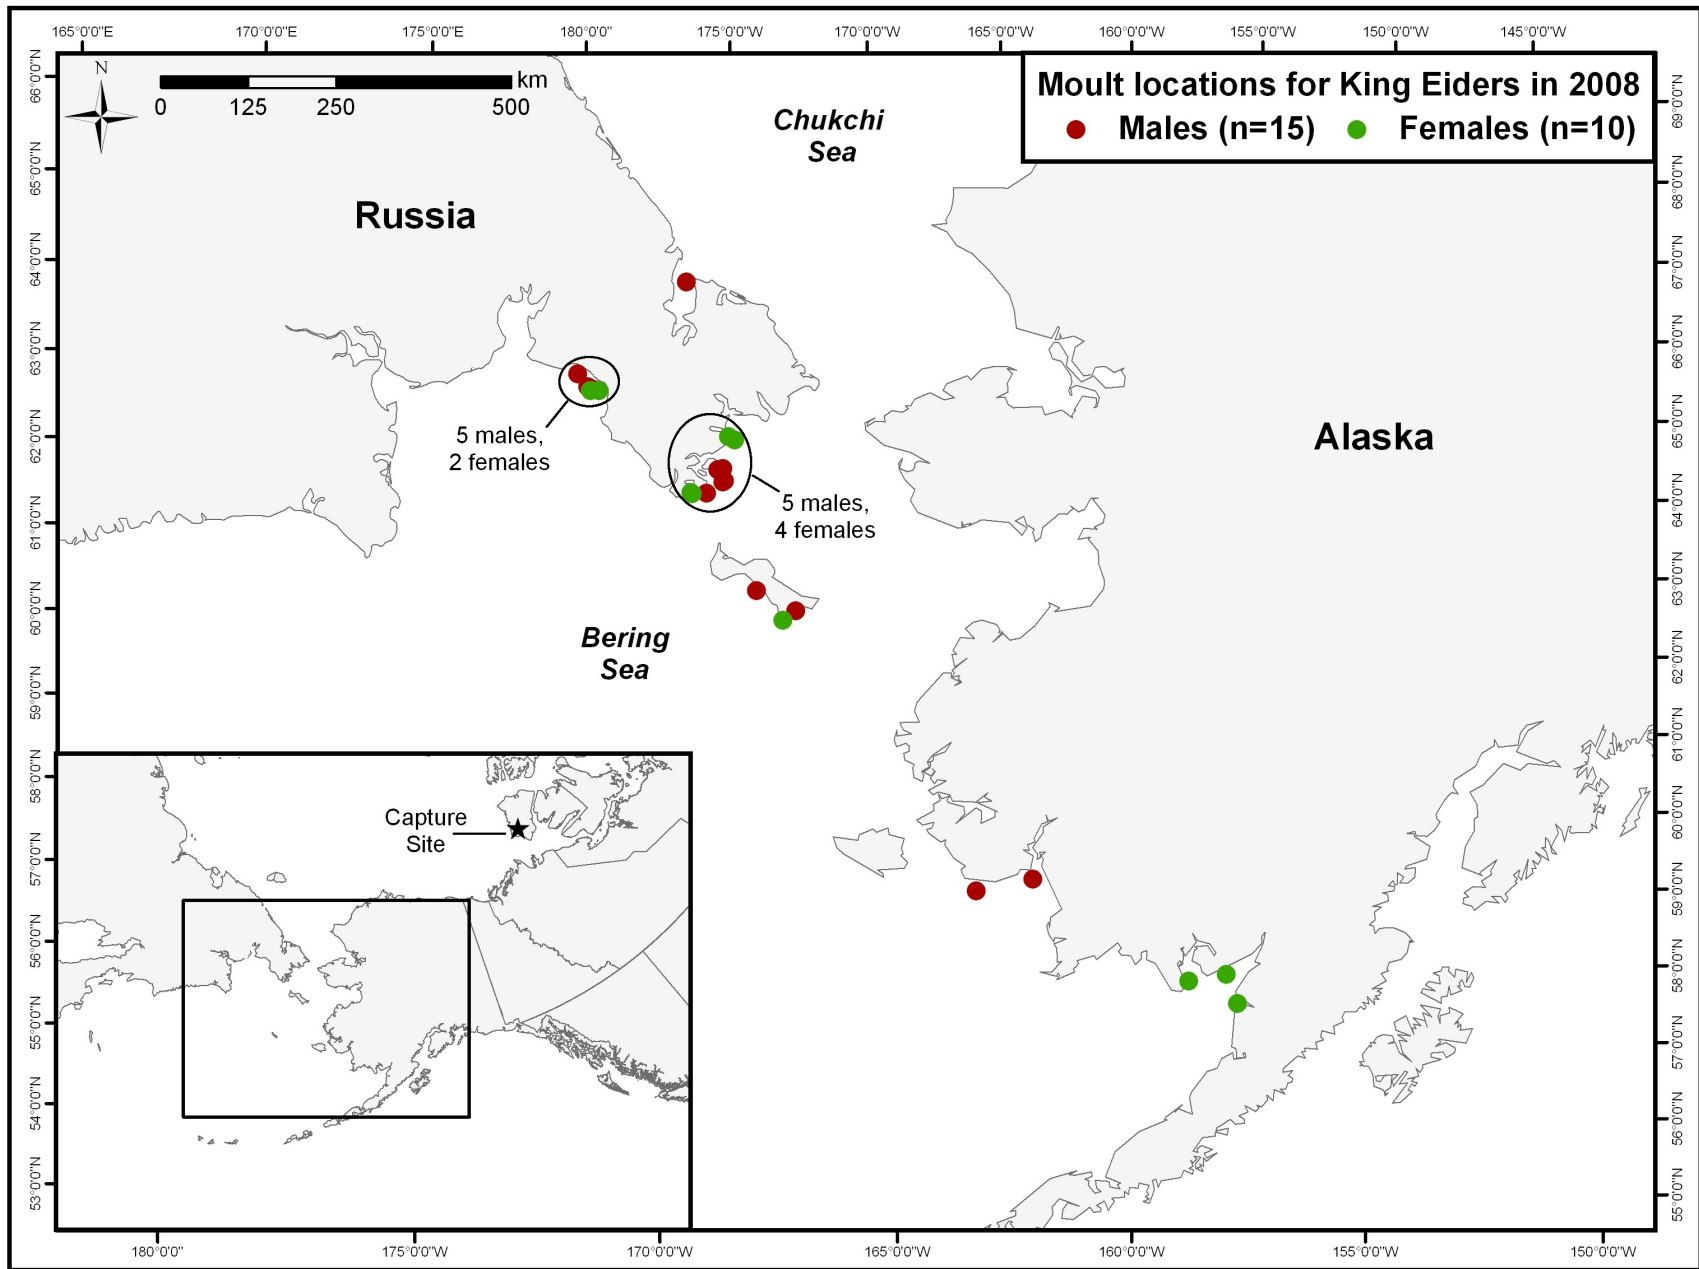 165°0'0"W 170°0'0"W 175°0'0"W 180°0'0"W 175°0'0"W 170°0'0"W 165°0'0"W 160°0'0"W 155°0'0"W 150°0'0"W 145°0'0"W
N
km
0 125 250 500
Moult locations for King Eiders in 2008
Males (n=15) Females (n=10)
Chukchi
Sea
Russia
Alaska
5 males,
2 females
5 males,
4 females
Bering
Sea
Capture
Site
66°0'0"N
65°0'0"N
64°0'0"N
63°0'0"N
62°0'0"N
61°0'0"N
60°0'0"N
59°0'0"N
58°0'0"N
57°0'0"N
56°0'0"N
55°0'0"N
54°0'0"N
53°0'0"N
69°0'0"N
68°0'0"N
67°0'0"N
66°0'0"N
65°0'0"N
64°0'0"N
63°0'0"N
62°0'0"N
61°0'0"N
60°0'0"N
59°0'0"N
58°0'0"N
57°0'0"N
56°0'0"N
55°0'0"N
180°0'0" 175°0'0"W 170°0'0"W 165°0'0"W 160°0'0"W 155°0'0"W 150°0'0"W